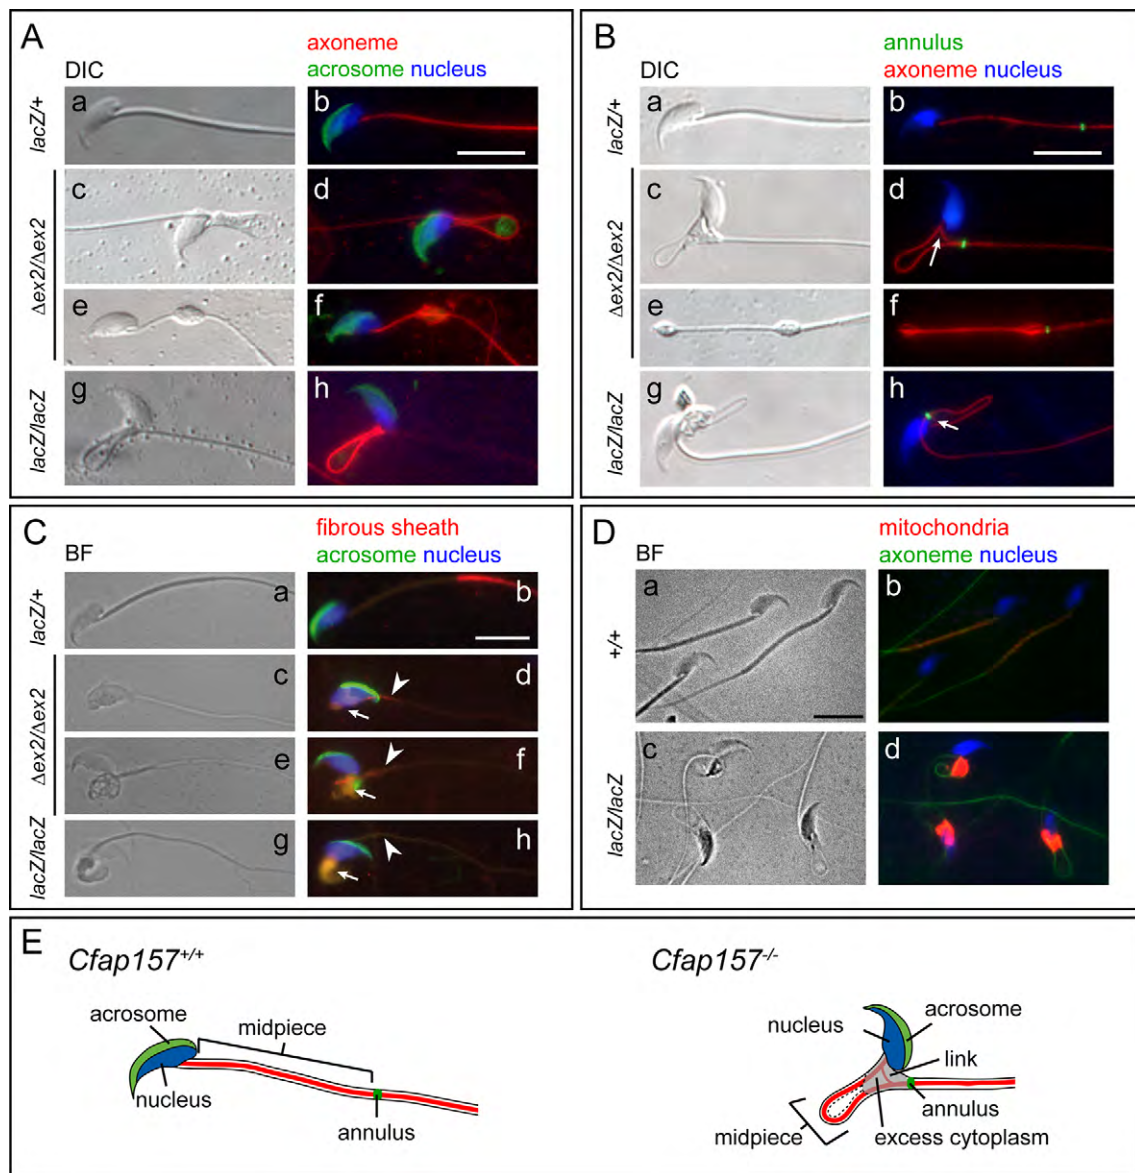 A
axoneme
DIC
acrosome nucleus
lacZ/+
a
b
Δex2/Δex2
c
d
e
f
lacZ/lacZ
g
h
B
annulus
DIC
axoneme nucleus
lacZ/+
a
b
Δex2/Δex2
c
d
e
f
lacZ/lacZ
g
h
C
fibrous sheath
BF
acrosome nucleus
lacZ/+
a
b
Δex2/Δex2
c
d
e
f
lacZ/lacZ
g
h
D
mitochondria
BF
axoneme nucleus
+/+
a
b
lacZ/lacZ
c
d
E
Cfap157+/+
acrosome
midpiece
nucleus
annulus
Cfap157-/-
nucleus
acrosome
link
annulus
midpiece
excess cytoplasm